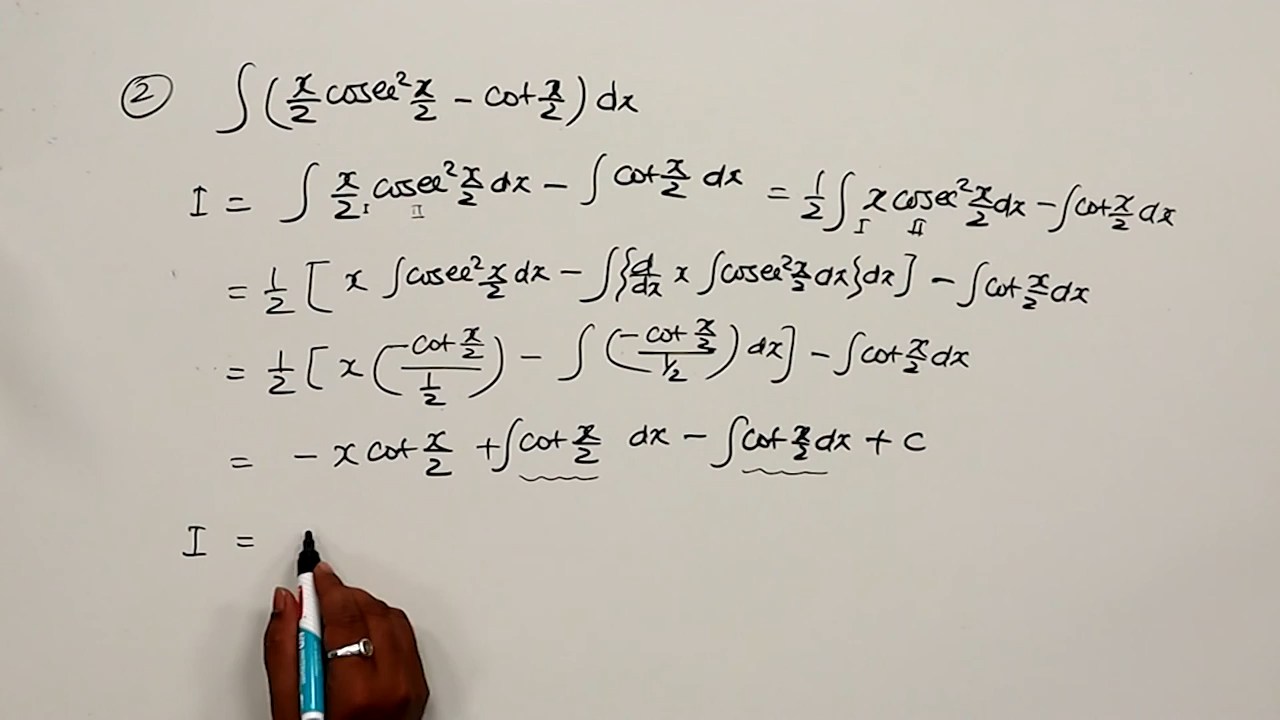 ② ∫ (x/2 cosec² x/2 − cot x/2) dx
I = ∫ x/2 I cosec² x/2 II dx − ∫ cot x/2 dx = 1/2 ∫ x I cosec² x/2 II dx − ∫ cot x/2 dx
= 1/2 [ x ∫ cosec² x/2 dx − ∫ {d/dx x ∫ cosec² x/2 dx} dx ] − ∫ cot x/2 dx
= 1/2 [ x (−cot x/2 / 1/2) − ∫ (−cot x/2 / 1/2) dx ] − ∫ cot x/2 dx
= − x cot x/2 + ∫ cot x/2 dx − ∫ cot x/2 dx + c
I =